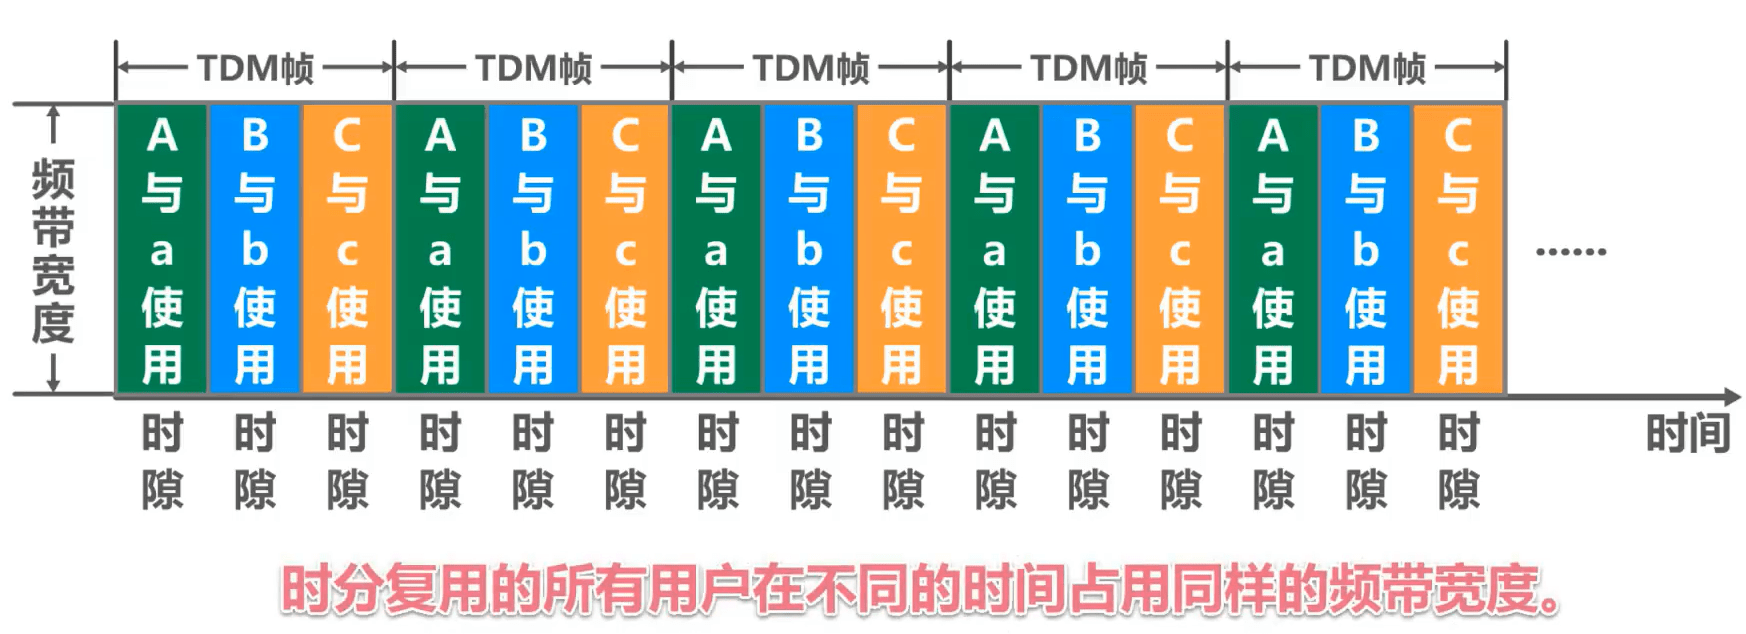 TDM帧 TDM帧 TDM帧 TDM帧 TDM帧
频带宽度
A与a使用
B与b使用
C与c使用
A与a使用
B与b使用
C与c使用
A与a使用
B与b使用
C与c使用
A与a使用
B与b使用
C与c使用
A与a使用
B与b使用
C与c使用
……
时隙 时隙 时隙 时隙 时隙 时隙 时隙 时隙 时隙 时隙 时隙 时隙 时隙 时隙 时隙
时间
时分复用的所有用户在不同的时间占用同样的频带宽度。